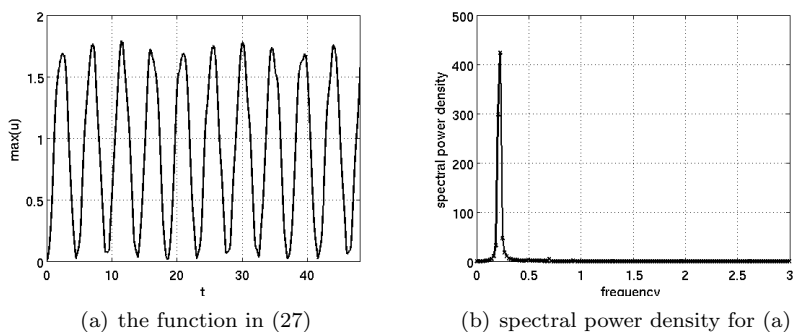 2
1.5
1
0.5
0
max(u)
0 10 20 30 40
t
(a) the function in (27)
500
400
300
200
100
0
spectral power density
0 0.5 1 1.5 2 2.5 3
frequency
(b) spectral power density for (a)